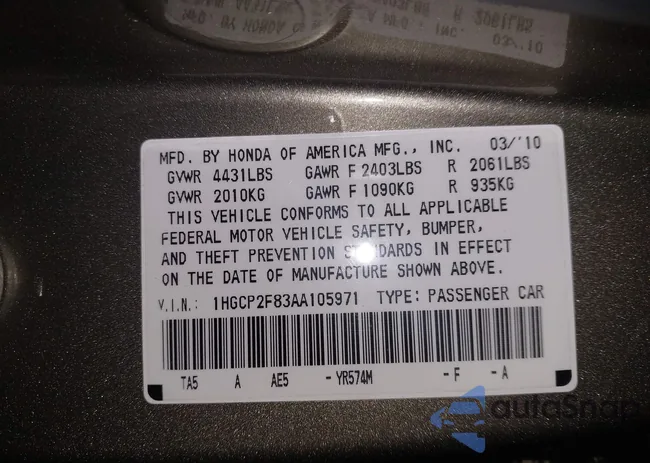 MFD. BY HONDA OF AMERICA MFG., INC. 03/'10
GVWR 4431LBS GAWR F 2403LBS R 2061LBS
GVWR 2010KG GAWR F 1090KG R 935KG
THIS VEHICLE CONFORMS TO ALL APPLICABLE
FEDERAL MOTOR VEHICLE SAFETY, BUMPER,
AND THEFT PREVENTION STANDARDS IN EFFECT
ON THE DATE OF MANUFACTURE SHOWN ABOVE.
V.I.N.: 1HGCP2F83AA105971 TYPE: PASSENGER CAR
TA5 A AE5 - YR574M - F - A
autoSnap